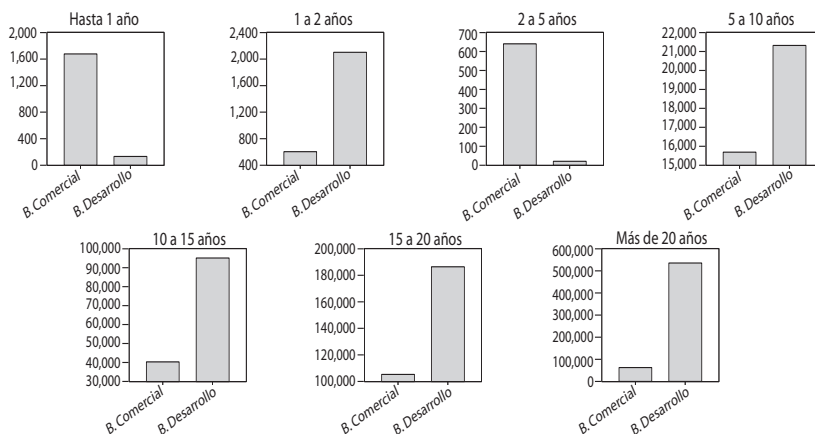 Hasta 1 año
2,000
1,600
1,200
800
400
0
B. Comercial
B. Desarrollo
1 a 2 años
2,400
2,000
1,600
1,200
800
400
B. Comercial
B. Desarrollo
2 a 5 años
700
600
500
400
300
200
100
0
B. Comercial
B. Desarrollo
5 a 10 años
22,000
21,000
20,000
19,000
18,000
17,000
16,000
15,000
B. Comercial
B. Desarrollo
10 a 15 años
100,000
90,000
80,000
70,000
60,000
50,000
40,000
30,000
B. Comercial
B. Desarrollo
15 a 20 años
200,000
180,000
160,000
140,000
120,000
100,000
B. Comercial
B. Desarrollo
Más de 20 años
600,000
500,000
400,000
300,000
200,000
100,000
0
B. Comercial
B. Desarrollo